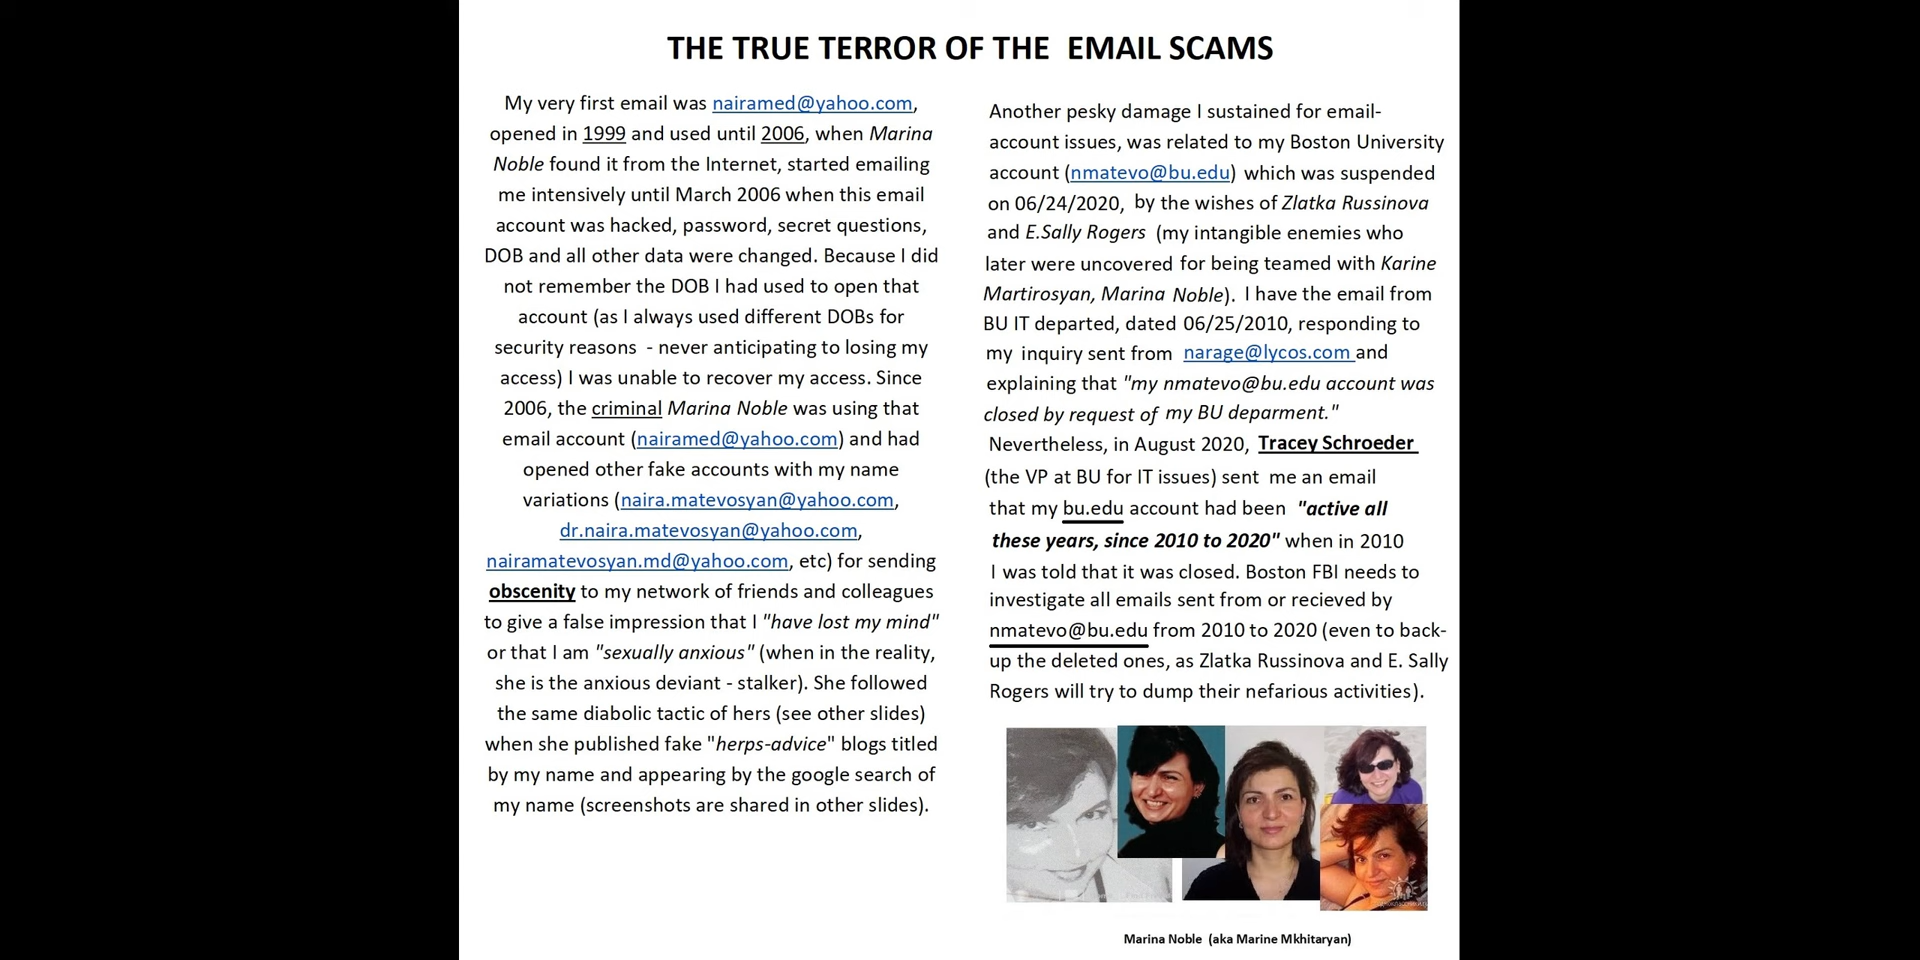 THE TRUE TERROR OF THE EMAIL SCAMS
My very first email was nairamed@yahoo.com,
opened in 1999 and used until 2006, when Marina
Noble found it from the Internet, started emailing
me intensively until March 2006 when this email
account was hacked, password, secret questions,
DOB and all other data were changed. Because I did
not remember the DOB I had used to open that
account (as I always used different DOBs for
security reasons - never anticipating to losing my
access) I was unable to recover my access. Since
2006, the criminal Marina Noble was using that
email account (nairamed@yahoo.com) and had
opened other fake accounts with my name
variations (naira.matevosyan@yahoo.com,
dr.naira.matevosyan@yahoo.com,
nairamatevosyan.md@yahoo.com, etc) for sending
obscenity to my network of friends and colleagues
to give a false impression that I "have lost my mind"
or that I am "sexually anxious" (when in the reality,
she is the anxious deviant - stalker). She followed
the same diabolic tactic of hers (see other slides)
when she published fake "herps-advice" blogs titled
by my name and appearing by the google search of
my name (screenshots are shared in other slides).
Another pesky damage I sustained for email-
account issues, was related to my Boston University
account (nmatevo@bu.edu) which was suspended
on 06/24/2020, by the wishes of Zlatka Russinova
and E.Sally Rogers (my intangible enemies who
later were uncovered for being teamed with Karine
Martirosyan, Marina Noble). I have the email from
BU IT departed, dated 06/25/2010, responding to
my inquiry sent from narage@lycos.com and
explaining that "my nmatevo@bu.edu account was
closed by request of my BU deparment."
Nevertheless, in August 2020, Tracey Schroeder
(the VP at BU for IT issues) sent me an email
that my bu.edu account had been "active all
these years, since 2010 to 2020" when in 2010
I was told that it was closed. Boston FBI needs to
investigate all emails sent from or recieved by
nmatevo@bu.edu from 2010 to 2020 (even to back-
up the deleted ones, as Zlatka Russinova and E. Sally
Rogers will try to dump their nefarious activities).
Marina Noble (aka Marine Mkhitaryan)